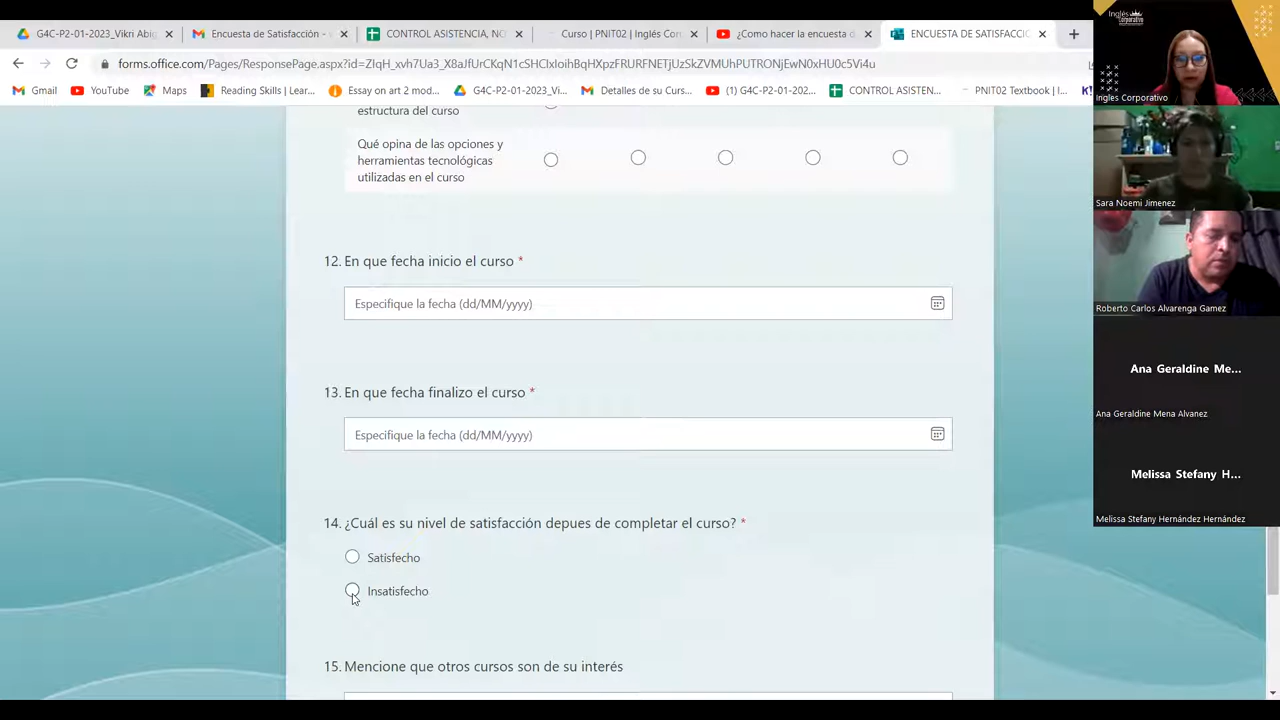 G4C-P2-01-2023_Vikri Abig
Encuesta de Satisfacción - v
CONTROL ASISTENCIA, NO
Curso | PNIT02 | Inglés Con
¿Como hacer la encuesta d
ENCUESTA DE SATISFACCIÓ
forms.office.com/Pages/ResponsePage.aspx?id=ZIqH_xvh7Ua3_X8aJfUrCKqN1cSHCIxIoihBqHXpzFRURFNETjUzSkZVMUhPUTRONjEwN0xHU0c5Vi4u
Gmail
YouTube
Maps
Reading Skills | Lear...
Essay on art 2 mod...
G4C-P2-01-2023_Vi...
Detalles de su Curs...
(1) G4C-P2-01-202...
CONTROL ASISTEN...
PNIT02 Textbook | I...
estructura del curso
Qué opina de las opciones y
herramientas tecnológicas
utilizadas en el curso
12. En que fecha inicio el curso *
Especifique la fecha (dd/MM/yyyy)
13. En que fecha finalizo el curso *
Especifique la fecha (dd/MM/yyyy)
14. ¿Cuál es su nivel de satisfacción depues de completar el curso? *
Satisfecho
Insatisfecho
15. Mencione que otros cursos son de su interés
Inglés
Corporativo
Ingles Corporativo
Sara Noemi Jimenez
Roberto Carlos Alvarenga Gamez
Ana Geraldine Me...
Ana Geraldine Mena Alvanez
Melissa Stefany H...
Melissa Stefany Hernández Hernández